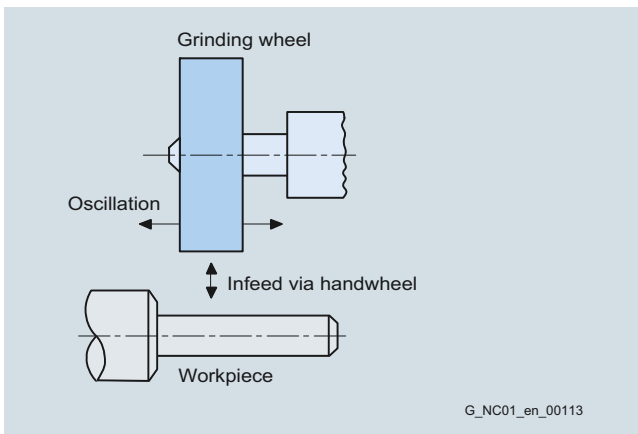 Grinding wheel
Oscillation
Infeed via handwheel
Workpiece
G_NC01_en_00113